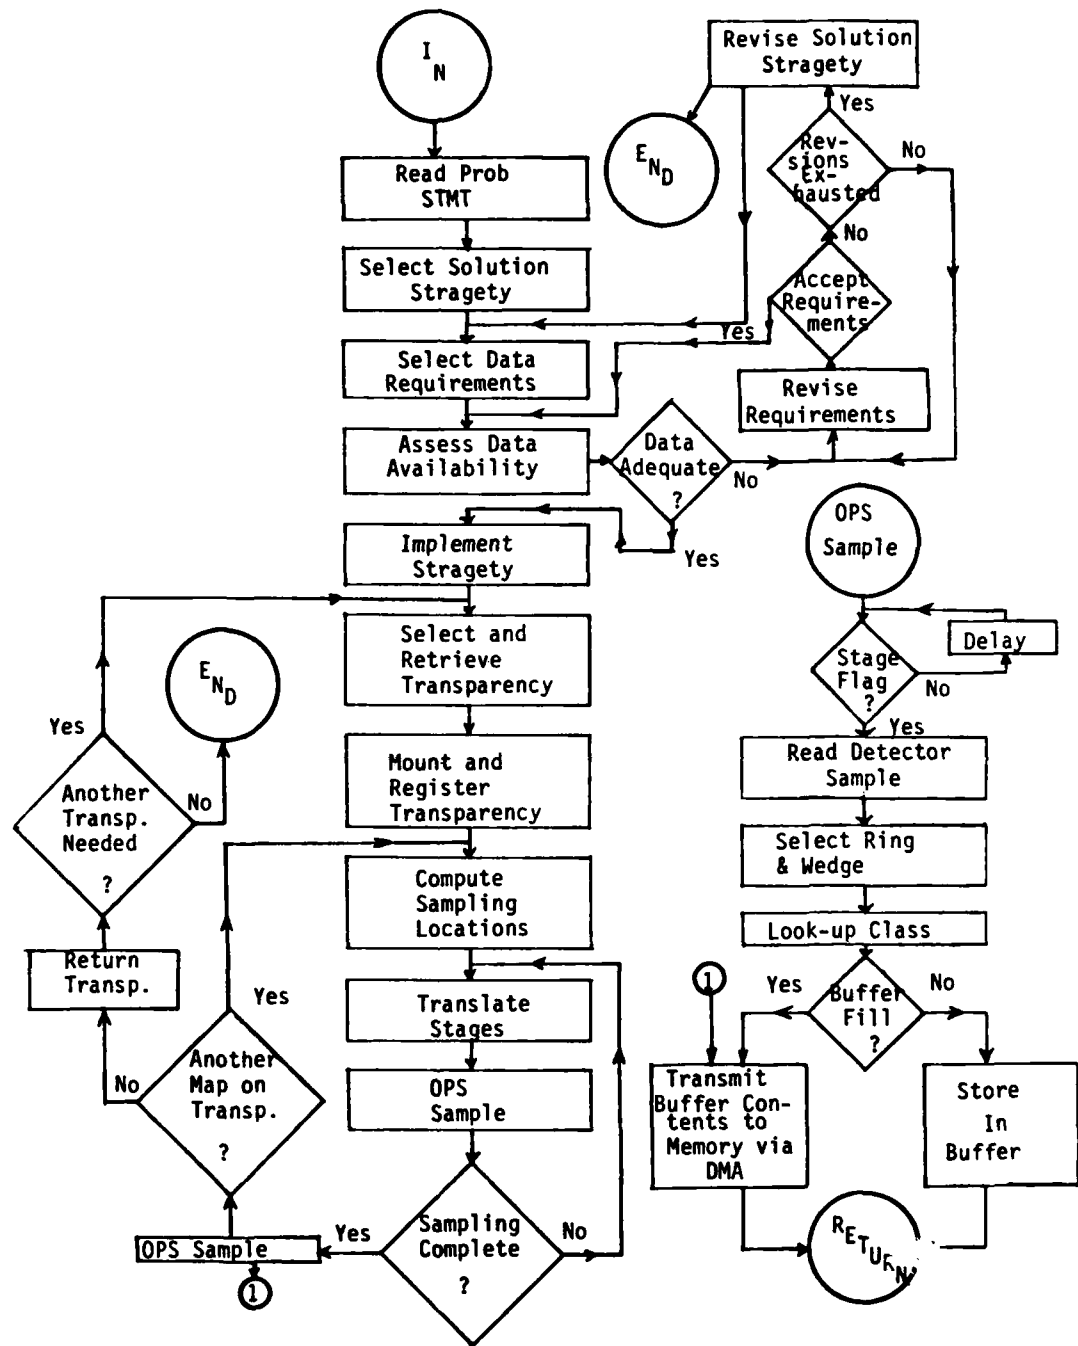 IN
Read Prob
STMT
Select Solution
Stragety
Select Data
Requirements
Assess Data
Availability
Data
Adequate
?
No
Yes
Revise Solution
Stragety
END
Yes
Rev-
sions
Ex-
hausted
No
No
Accept
Require-
ments
Yes
Revise
Requirements
Implement
Stragety
Select and
Retrieve
Transparency
Mount and
Register
Transparency
Compute
Sampling
Locations
Translate
Stages
OPS
Sample
Sampling
Complete
?
No
Yes
OPS Sample
1
Another
Map on
Transp.
?
Yes
No
Return
Transp.
Another
Transp.
Needed
?
Yes
No
END
OPS
Sample
Stage
Flag
?
No
Delay
Yes
Read Detector
Sample
Select Ring
& Wedge
Look-up Class
Buffer
Fill
?
Yes
No
1
Transmit
Buffer Con-
tents to
Memory via
DMA
Store
In
Buffer
RETURN